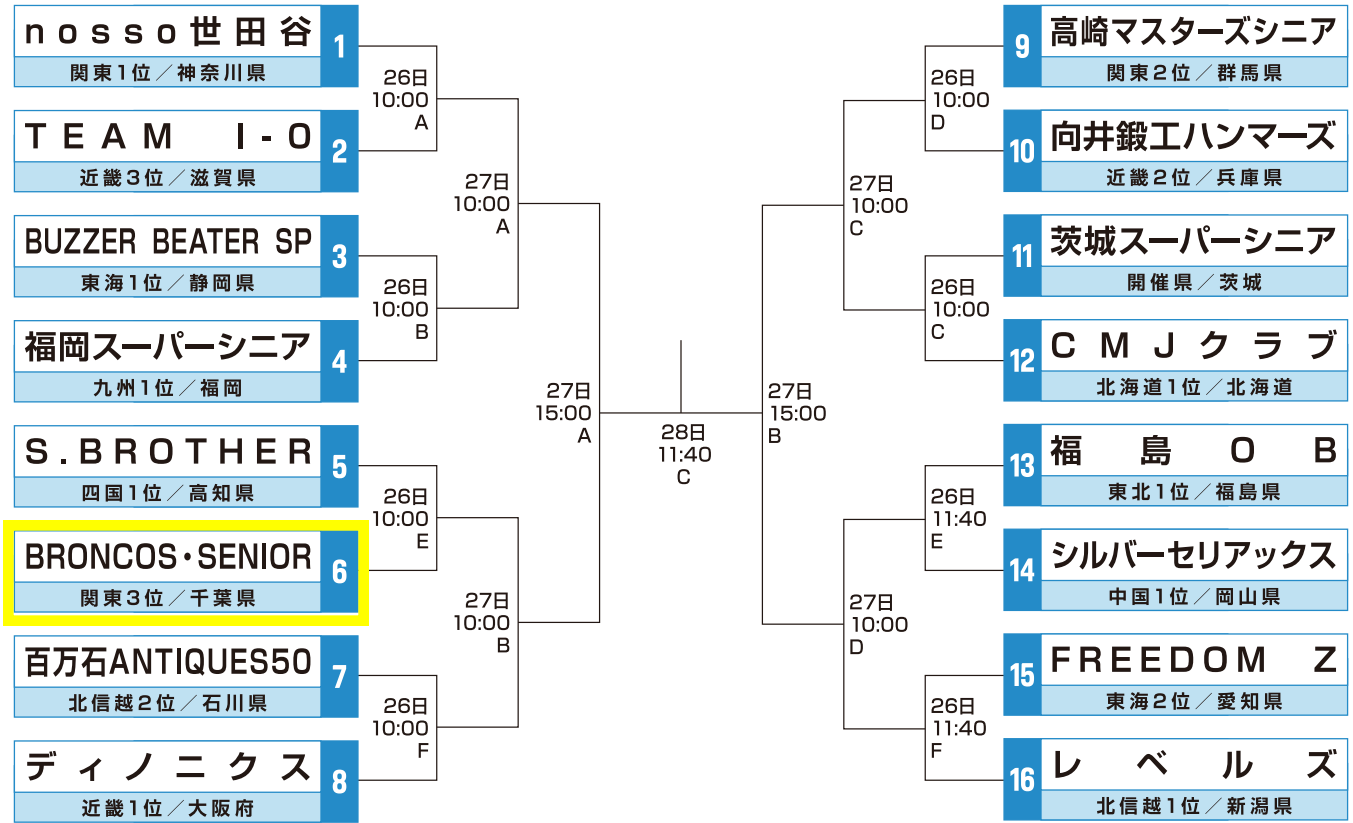 nosso世田谷
1
関東1位／神奈川県
26日
10:00
A
TEAM I-O
2
近畿3位／滋賀県
27日
10:00
A
BUZZER BEATER SP
3
東海1位／静岡県
26日
10:00
B
福岡スーパーシニア
4
九州1位／福岡
27日
15:00
A
S.BROTHER
5
四国1位／高知県
26日
10:00
E
BRONCOS・SENIOR
6
関東3位／千葉県
27日
10:00
B
百万石ANTIQUES50
7
北信越2位／石川県
26日
10:00
F
ディノニクス
8
近畿1位／大阪府
28日
11:40
C
高崎マスターズシニア
9
関東2位／群馬県
26日
10:00
D
向井鍛工ハンマーズ
10
近畿2位／兵庫県
27日
10:00
C
茨城スーパーシニア
11
開催県／茨城
26日
10:00
C
CMJクラブ
12
北海道1位／北海道
27日
15:00
B
福島OB
13
東北1位／福島県
26日
11:40
E
シルバーセリアックス
14
中国1位／岡山県
27日
10:00
D
FREEDOM Z
15
東海2位／愛知県
26日
11:40
F
レベルズ
16
北信越1位／新潟県